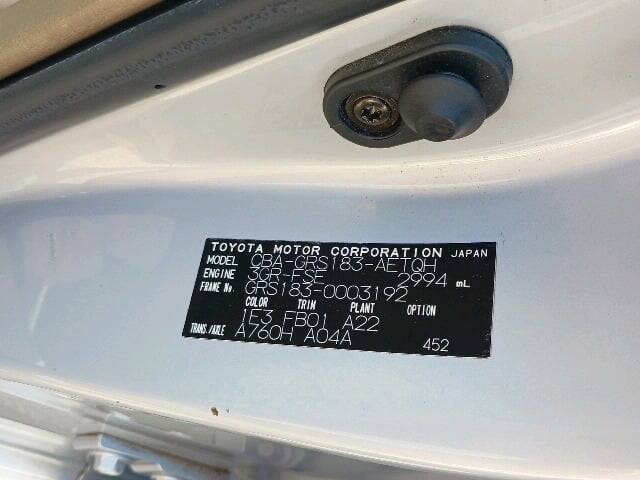 TOYOTA MOTOR CORPORATION JAPAN
MODEL CBA-GRS183-AETQH
ENGINE 3GR-FSE 2994 mL
FRAME No. GRS183-0003192
COLOR TRIM PLANT OPTION
1E3 FB01 A22
TRANS/AXLE A760H A04A 452